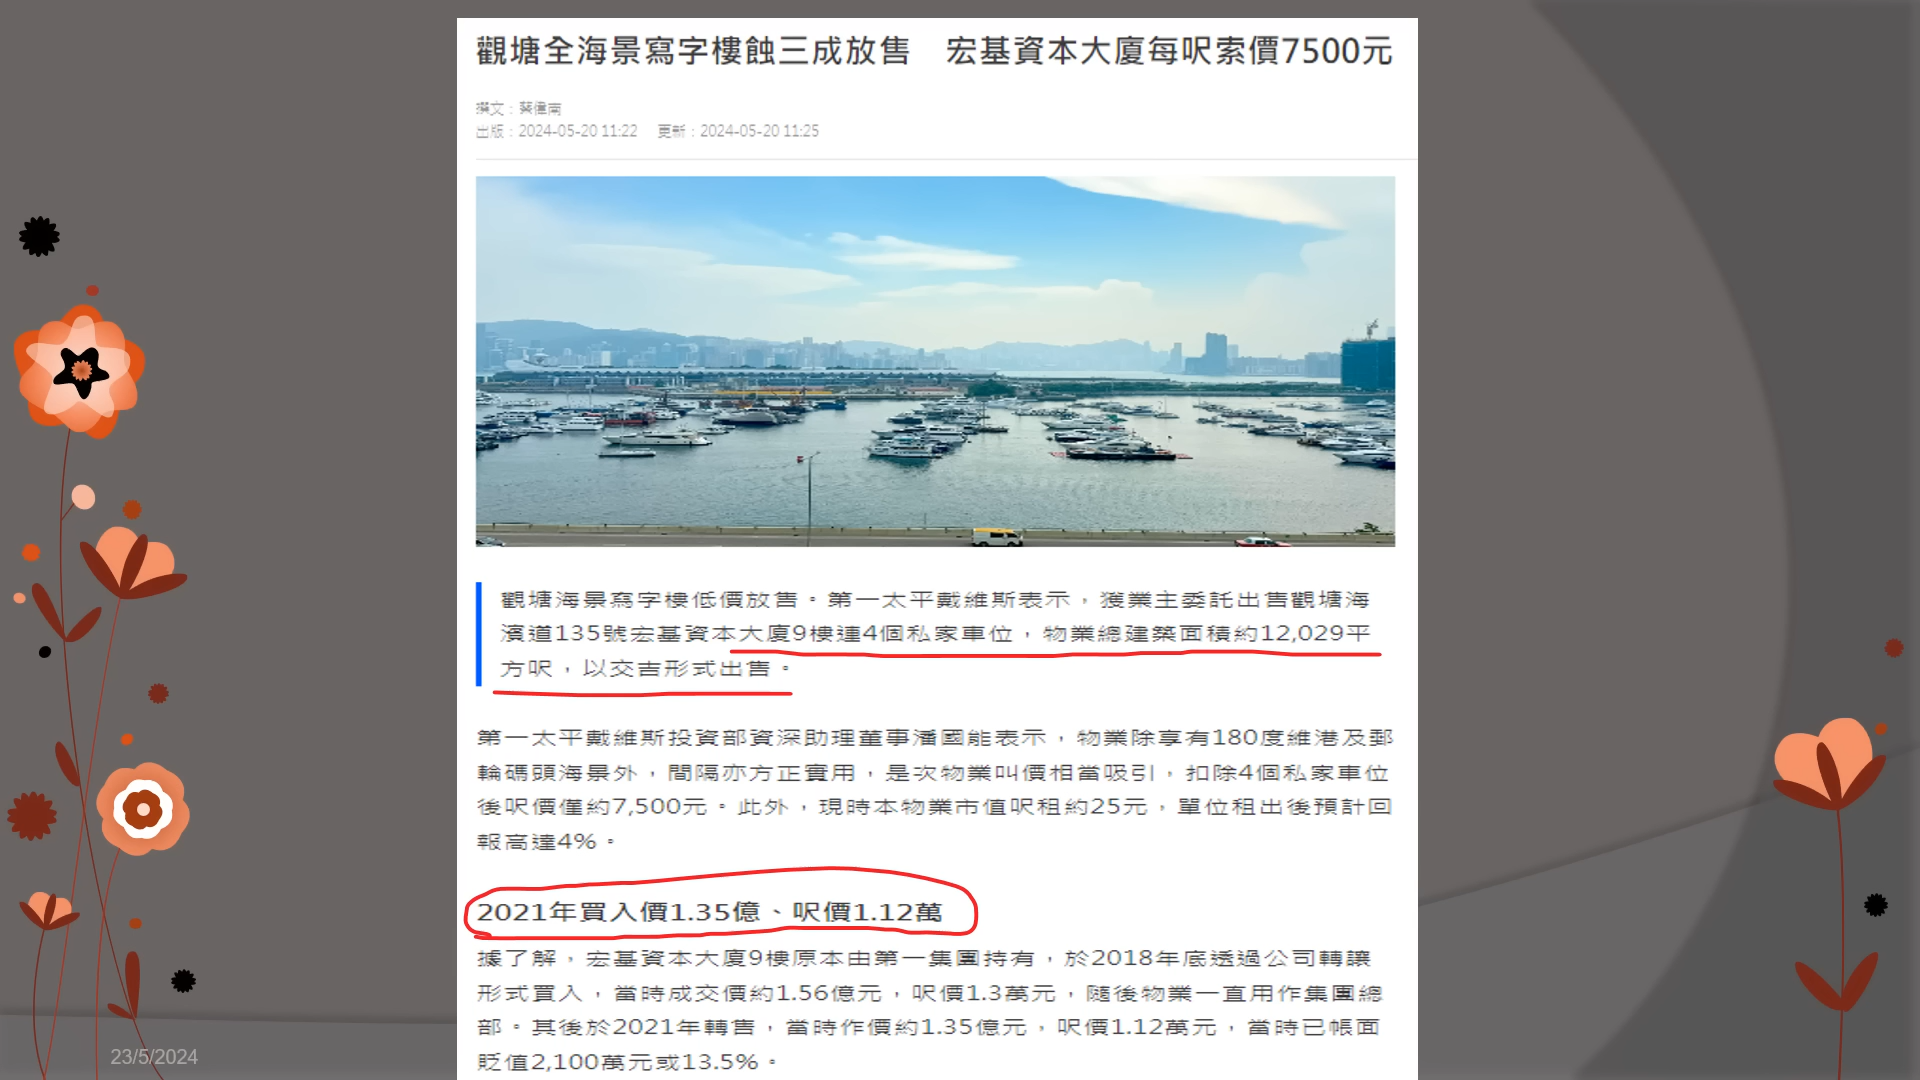 觀塘全海景寫字樓蝕三成放售　宏基資本大廈每呎索價7500元
撰文：蔡偉南
出版：2024-05-20 11:22　更新：2024-05-20 11:25
觀塘海景寫字樓低價放售。第一太平戴維斯表示，獲業主委託出售觀塘海
濱道135號宏基資本大廈9樓連4個私家車位，物業總建築面積約12,029平
方呎，以交吉形式出售。
第一太平戴維斯投資部資深助理董事潘國能表示，物業除享有180度維港及郵
輪碼頭海景外，間隔亦方正實用，是次物業叫價相當吸引，扣除4個私家車位
後呎價僅約7,500元。此外，現時本物業市值呎租約25元，單位租出後預計回
報高達4%。
2021年買入價1.35億、呎價1.12萬
據了解，宏基資本大廈9樓原本由第一集團持有，於2018年底透過公司轉讓
形式買入，當時成交價約1.56億元，呎價1.3萬元，隨後物業一直用作集團總
部。其後於2021年轉售，當時作價約1.35億元，呎價1.12萬元，當時已帳面
貶值2,100萬元或13.5%。
23/5/2024